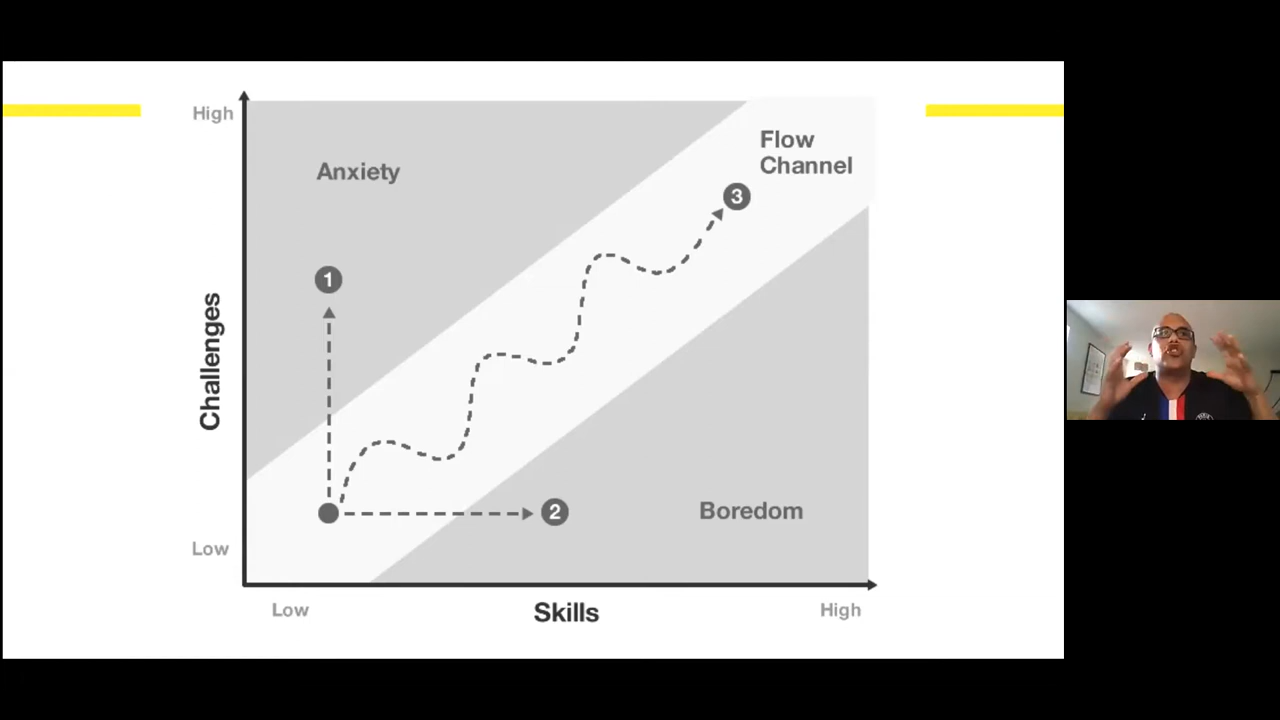 High
Flow
Channel
Anxiety
3
1
Challenges
2
Boredom
Low
Low
Skills
High